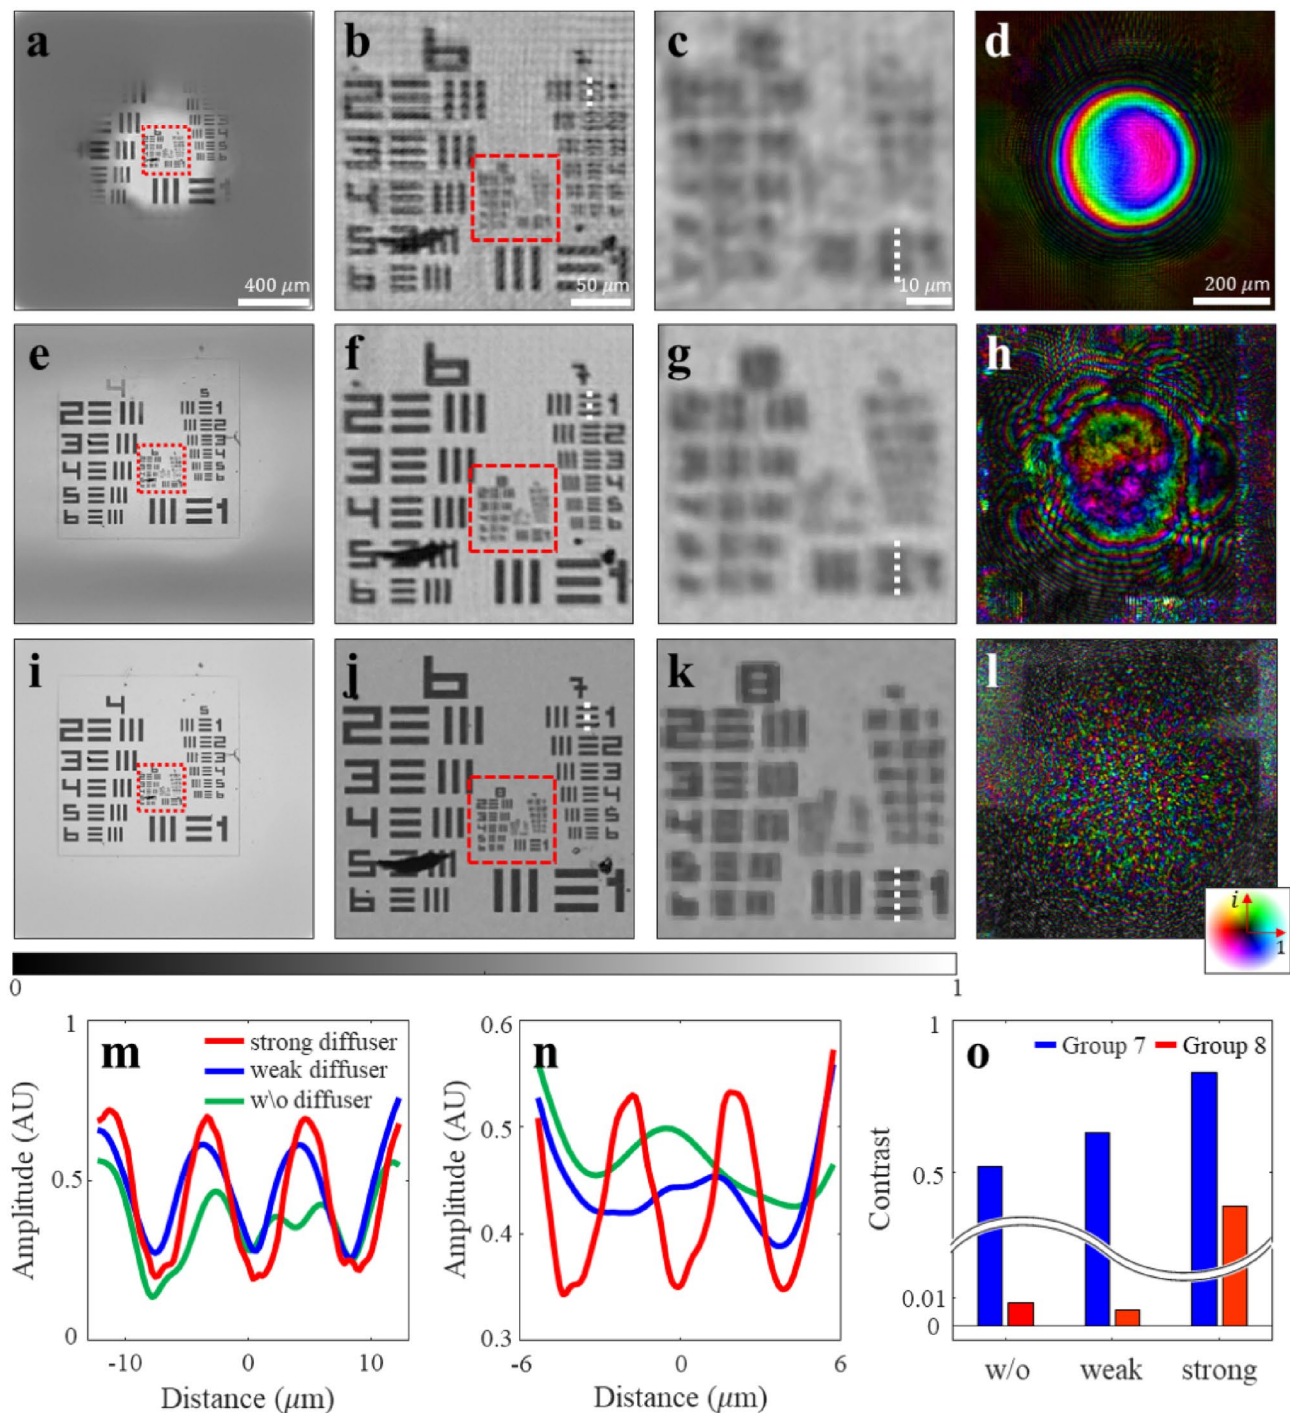 a
b
c
d
400 μm
50 μm
10 μm
200 μm
e
f
g
h
i
j
k
l
i
1
0
1
m
strong diffuser
weak diffuser
w\o diffuser
Amplitude (AU)
1
0.5
0
-10
0
10
Distance (μm)
n
Amplitude (AU)
0.6
0.5
0.4
0.3
-6
0
6
Distance (μm)
o
Group 7
Group 8
Contrast
1
0.5
0.01
0
w/o
weak
strong